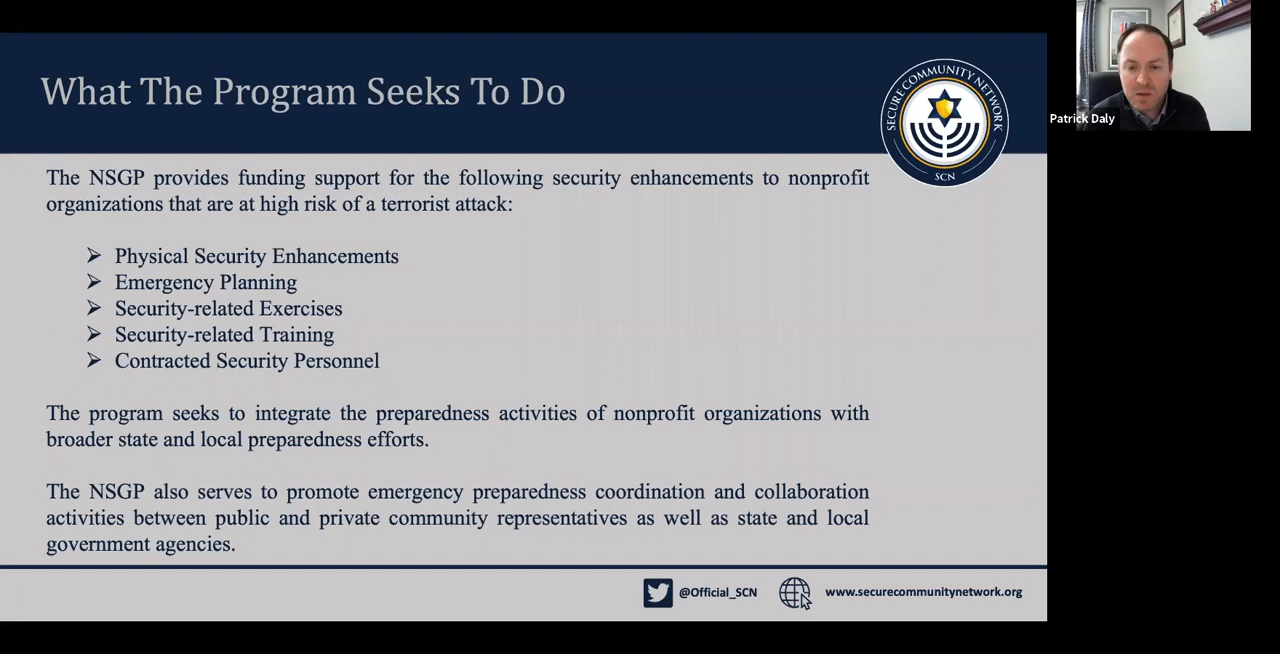 What The Program Seeks To Do
SECURE COMMUNITY NETWORK
SCN
Patrick Daly
The NSGP provides funding support for the following security enhancements to nonprofit
organizations that are at high risk of a terrorist attack:
➢ Physical Security Enhancements
➢ Emergency Planning
➢ Security-related Exercises
➢ Security-related Training
➢ Contracted Security Personnel
The program seeks to integrate the preparedness activities of nonprofit organizations with
broader state and local preparedness efforts.
The NSGP also serves to promote emergency preparedness coordination and collaboration
activities between public and private community representatives as well as state and local
government agencies.
@Official_SCN
www.securecommunitynetwork.org